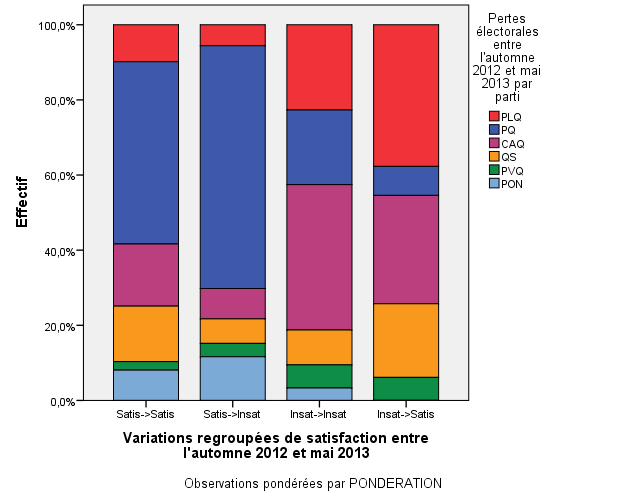 Pertes
électorales
entre
l'automne
2012 et mai
2013 par
parti
PLQ
PQ
CAQ
QS
PVQ
PON
Effectif
100,0%
80,0%
60,0%
40,0%
20,0%
0,0%
Satis->Satis
Satis->Insat
Insat->Insat
Insat->Satis
Variations regroupées de satisfaction entre
l'automne 2012 et mai 2013
Observations pondérées par PONDERATION